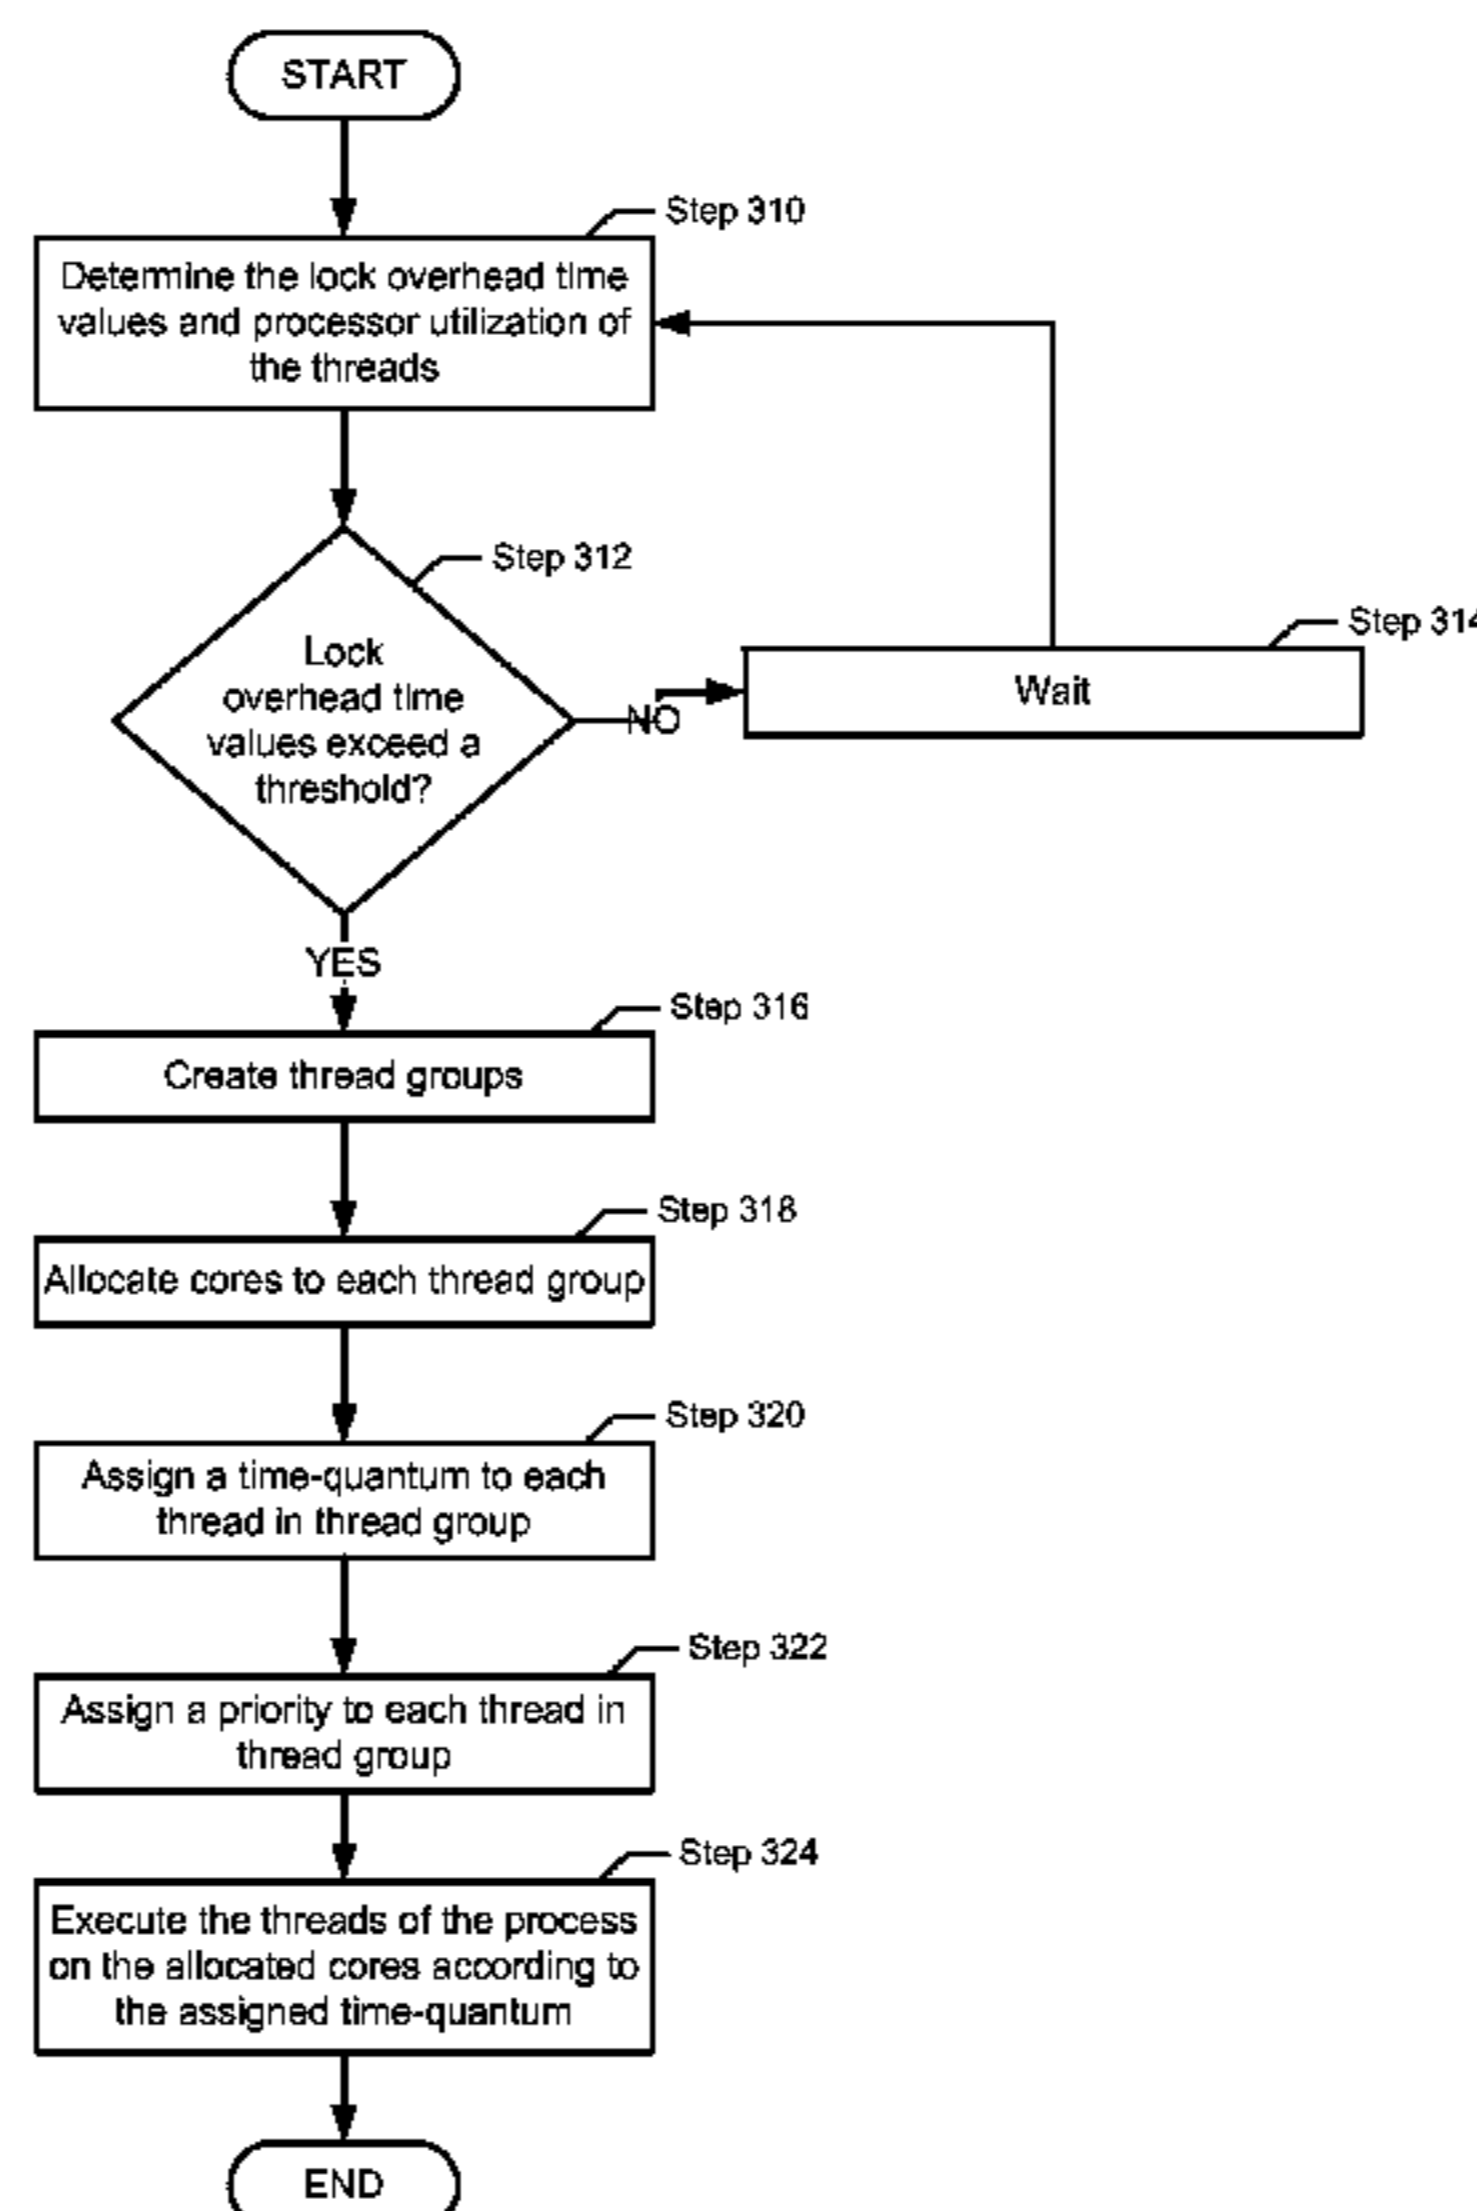 START
Step 310
Determine the lock overhead time
values and processor utilization of
the threads
Step 312
Lock
overhead time
values exceed a
threshold?
NO
Step 314
Wait
YES
Step 316
Create thread groups
Step 318
Allocate cores to each thread group
Step 320
Assign a time-quantum to each
thread in thread group
Step 322
Assign a priority to each thread in
thread group
Step 324
Execute the threads of the process
on the allocated cores according to
the assigned time-quantum
END